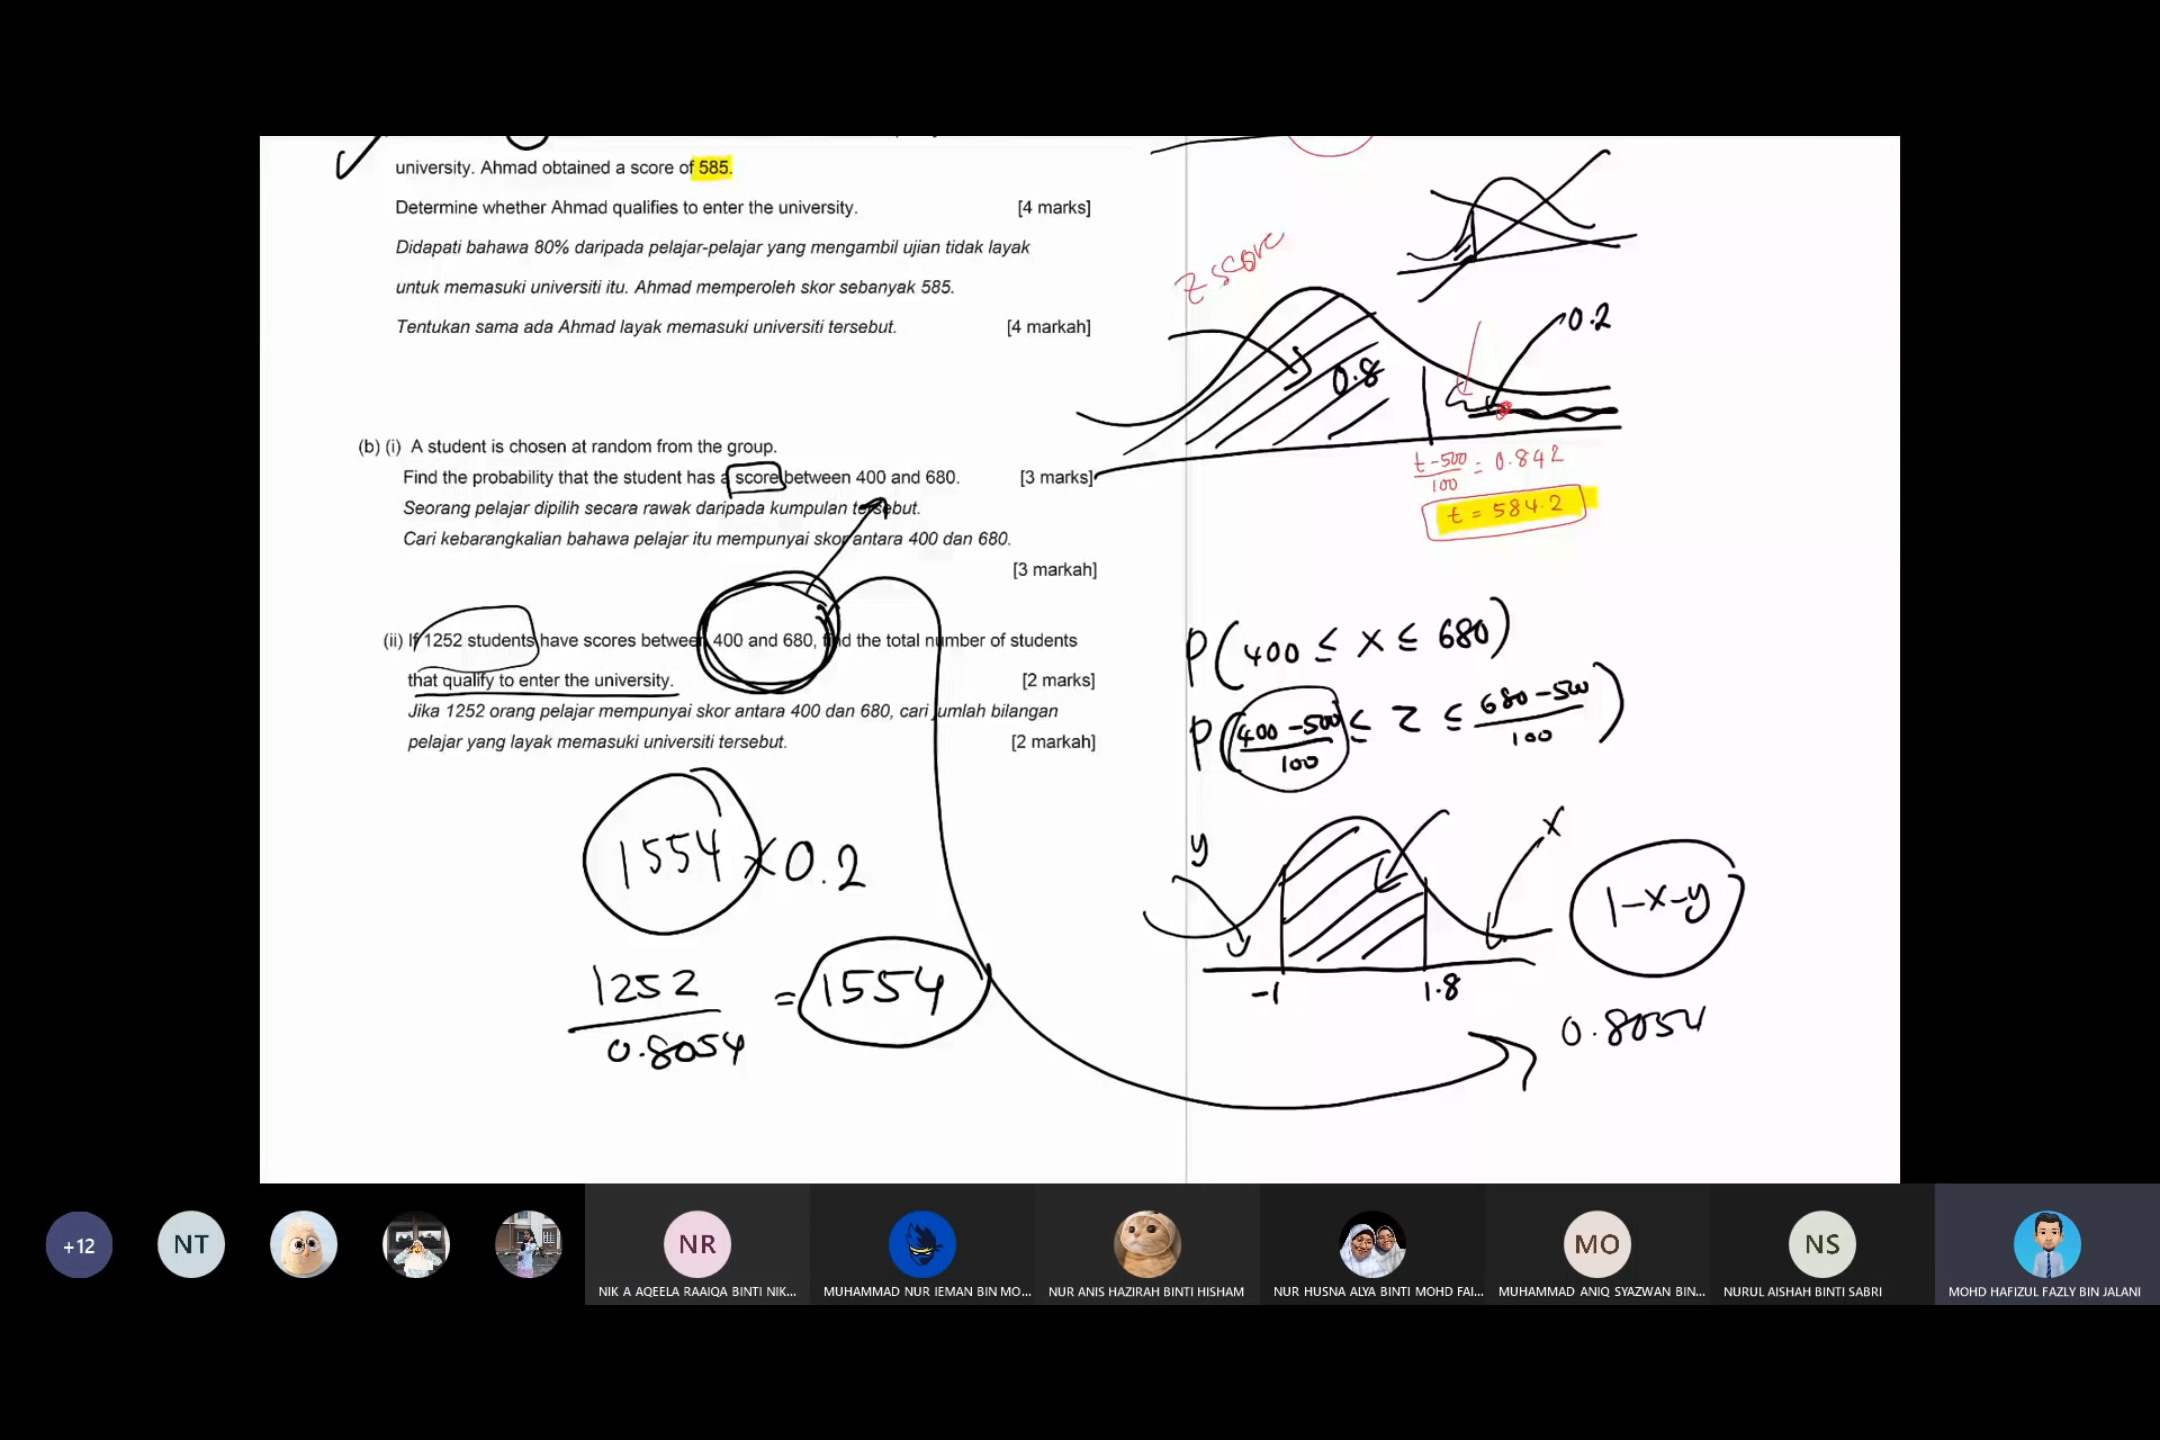 university. Ahmad obtained a score of 585.
Determine whether Ahmad qualifies to enter the university. [4 marks]
Didapati bahawa 80% daripada pelajar-pelajar yang mengambil ujian tidak layak
untuk memasuki universiti itu. Ahmad memperoleh skor sebanyak 585.
Tentukan sama ada Ahmad layak memasuki universiti tersebut. [4 markah]
(b) (i) A student is chosen at random from the group.
Find the probability that the student has a score between 400 and 680. [3 marks]
Seorang pelajar dipilih secara rawak daripada kumpulan tersebut.
Cari kebarangkalian bahawa pelajar itu mempunyai skor antara 400 dan 680.
[3 markah]
(ii) If 1252 students have scores between 400 and 680, find the total number of students
that qualify to enter the university. [2 marks]
Jika 1252 orang pelajar mempunyai skor antara 400 dan 680, cari jumlah bilangan
pelajar yang layak memasuki universiti tersebut. [2 markah]
1554 × 0.2
1252
0.8054
= 1554
z score
0.8
0.2
t-500
100
= 0.842
t = 584.2
P(400 ≤ x ≤ 680)
P(400-500
100
≤ z ≤ 680-500
100
)
y
x
-1
1.8
1-x-y
0.8054
+12
NT
NR
MO
NS
NIK A AQEELA RAAIQA BINTI NIK...
MUHAMMAD NUR IEMAN BIN MO...
NUR ANIS HAZIRAH BINTI HISHAM
NUR HUSNA ALYA BINTI MOHD FAI...
MUHAMMAD ANIQ SYAZWAN BIN...
NURUL AISHAH BINTI SABRI
MOHD HAFIZUL FAZLY BIN JALANI